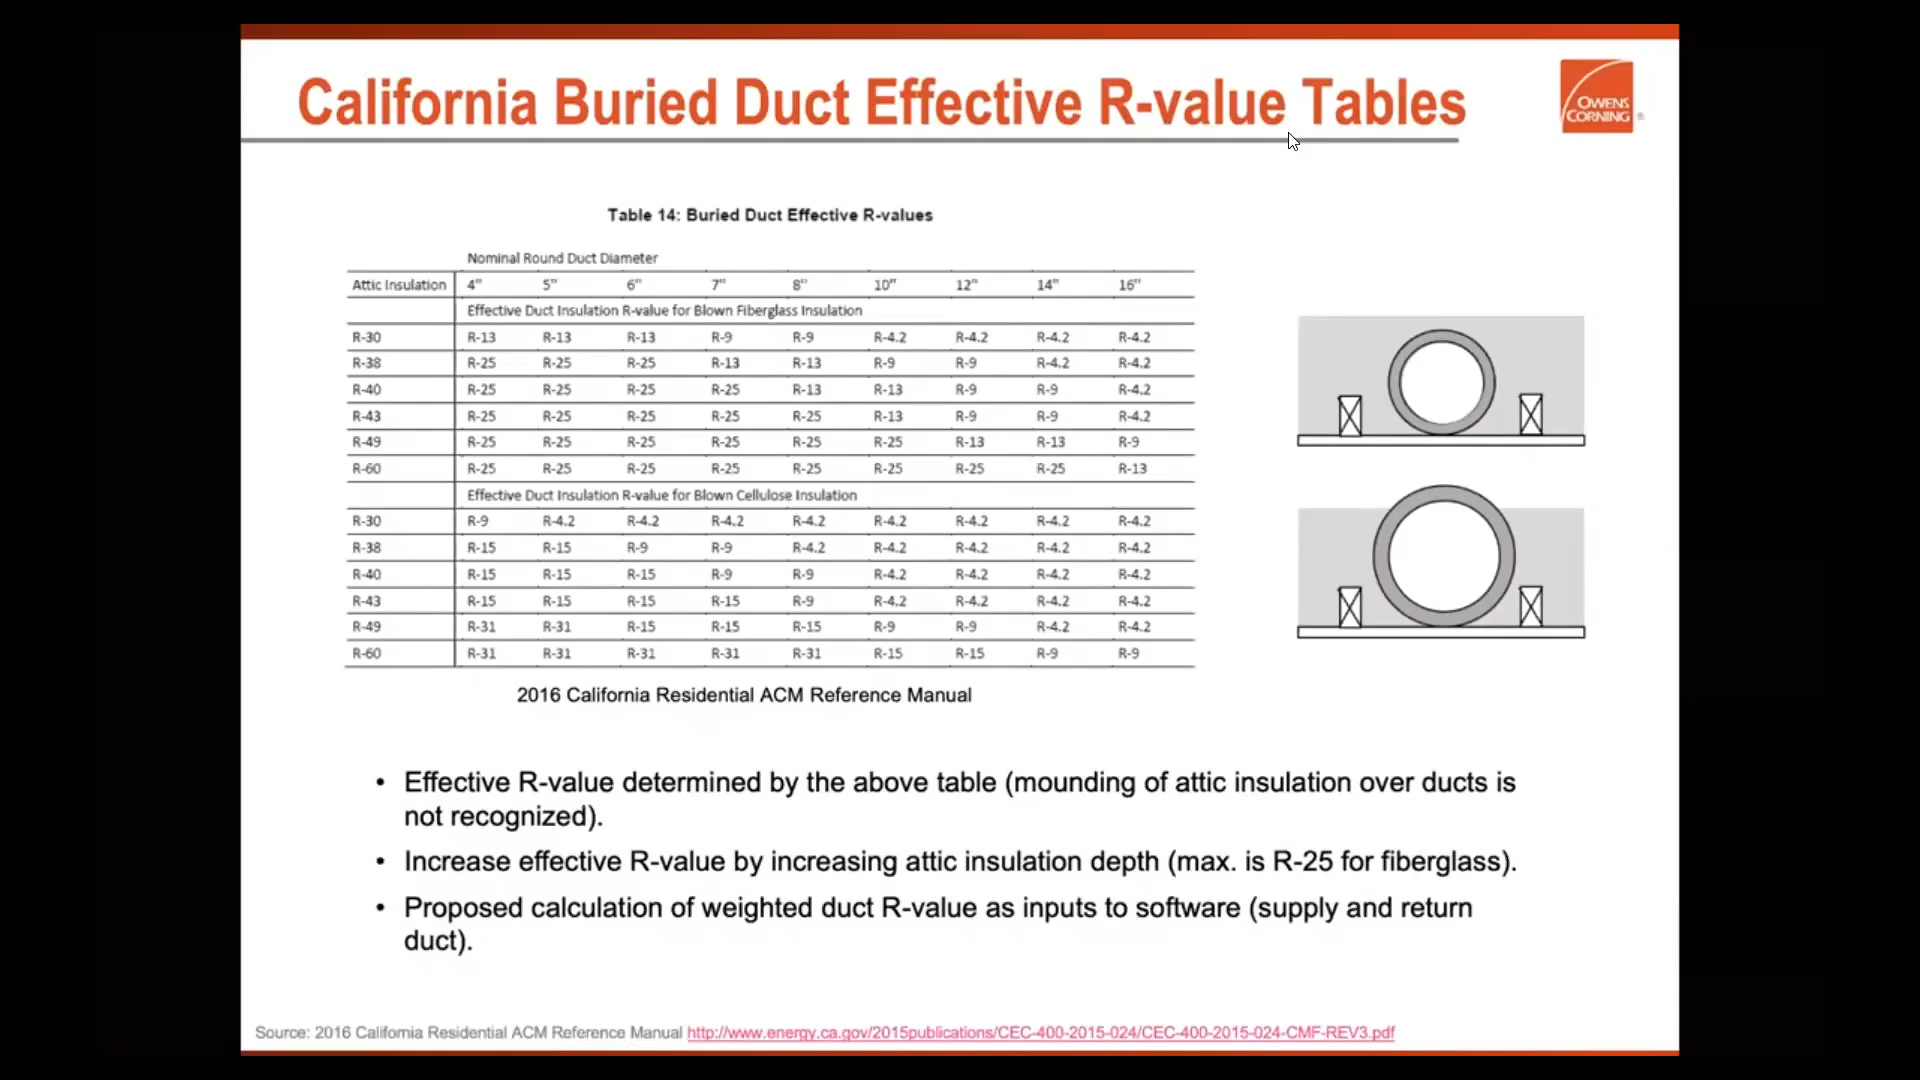 California Buried Duct Effective R-value Tables
OWENS
CORNING
®
Table 14: Buried Duct Effective R-values
Nominal Round Duct Diameter
Attic Insulation 4" 5" 6" 7" 8" 10" 12" 14" 16"
Effective Duct Insulation R-value for Blown Fiberglass Insulation
R-30 R-13 R-13 R-13 R-9 R-9 R-4.2 R-4.2 R-4.2 R-4.2
R-38 R-25 R-25 R-25 R-13 R-13 R-9 R-9 R-4.2 R-4.2
R-40 R-25 R-25 R-25 R-25 R-13 R-13 R-9 R-9 R-4.2
R-43 R-25 R-25 R-25 R-25 R-25 R-13 R-9 R-9 R-4.2
R-49 R-25 R-25 R-25 R-25 R-25 R-25 R-13 R-13 R-9
R-60 R-25 R-25 R-25 R-25 R-25 R-25 R-25 R-25 R-13
Effective Duct Insulation R-value for Blown Cellulose Insulation
R-30 R-9 R-4.2 R-4.2 R-4.2 R-4.2 R-4.2 R-4.2 R-4.2 R-4.2
R-38 R-15 R-15 R-9 R-9 R-4.2 R-4.2 R-4.2 R-4.2 R-4.2
R-40 R-15 R-15 R-15 R-9 R-9 R-4.2 R-4.2 R-4.2 R-4.2
R-43 R-15 R-15 R-15 R-15 R-9 R-4.2 R-4.2 R-4.2 R-4.2
R-49 R-31 R-31 R-15 R-15 R-15 R-9 R-9 R-4.2 R-4.2
R-60 R-31 R-31 R-31 R-31 R-31 R-15 R-15 R-9 R-9
2016 California Residential ACM Reference Manual
• Effective R-value determined by the above table (mounding of attic insulation over ducts is
not recognized).
• Increase effective R-value by increasing attic insulation depth (max. is R-25 for fiberglass).
• Proposed calculation of weighted duct R-value as inputs to software (supply and return
duct).
Source: 2016 California Residential ACM Reference Manual http://www.energy.ca.gov/2015publications/CEC-400-2015-024/CEC-400-2015-024-CMF-REV3.pdf